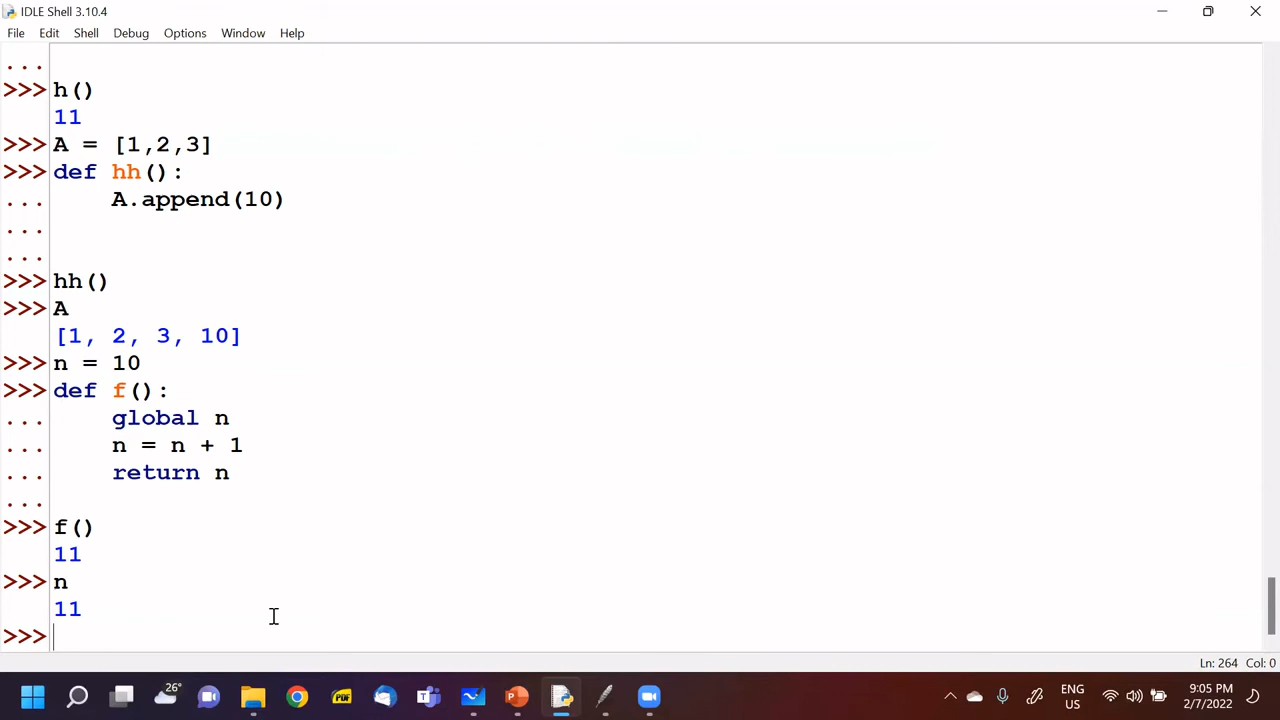 IDLE Shell 3.10.4
File Edit Shell Debug Options Window Help
...
>>> h()
11
>>> A = [1,2,3]
>>> def hh():
... A.append(10)
...
...
>>> hh()
>>> A
[1, 2, 3, 10]
>>> n = 10
>>> def f():
... global n
... n = n + 1
... return n
...
>>> f()
11
>>> n
11
>>>
Ln: 264 Col: 0
26°
PDF
ENG
US
9:05 PM
2/7/2022